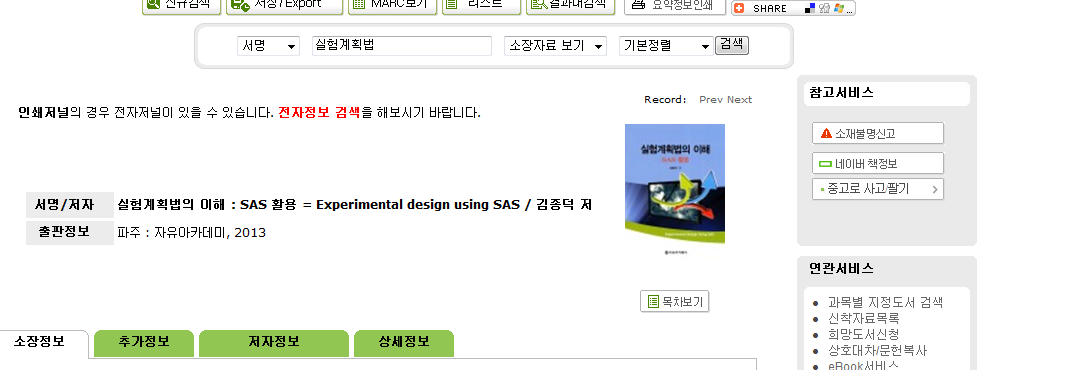 신규검색 저장/Export MARC보기 리스트 결과내검색 요약정보인쇄 SHARE ...
서명 실험계획법 소장자료 보기 기본정렬 검색
인쇄저널의 경우 전자저널이 있을 수 있습니다. 전자정보 검색을 해보시기 바랍니다.
Record: Prev Next
실험계획법의 이해
SAS 활용
서명/저자 실험계획법의 이해 : SAS 활용 = Experimental design using SAS / 김종덕 저
출판정보 파주 : 자유아카데미, 2013
목차보기
소장정보 추가정보 저자정보 상세정보
참고서비스
소재불명신고
네이버 책정보
중고로 사고/팔기
연관서비스
과목별 지정도서 검색
신착자료목록
희망도서신청
상호대차/문헌복사
eBook서비스